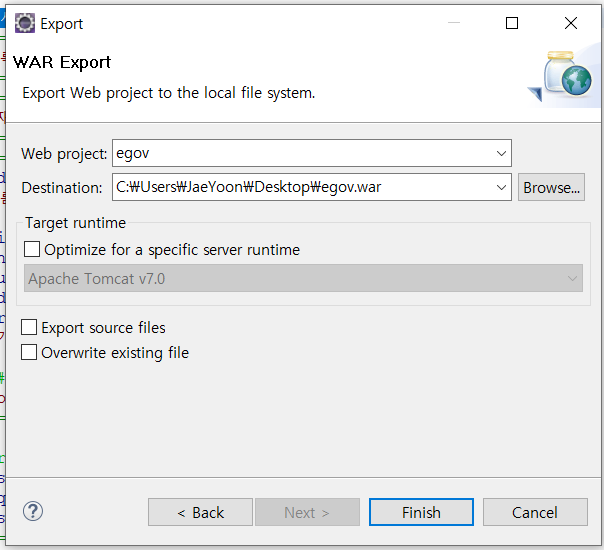 Export
WAR Export
Export Web project to the local file system.
Web project: egov
Destination: C:₩Users₩JaeYoon₩Desktop₩egov.war Browse...
Target runtime
Optimize for a specific server runtime
Apache Tomcat v7.0
Export source files
Overwrite existing file
? < Back Next > Finish Cancel